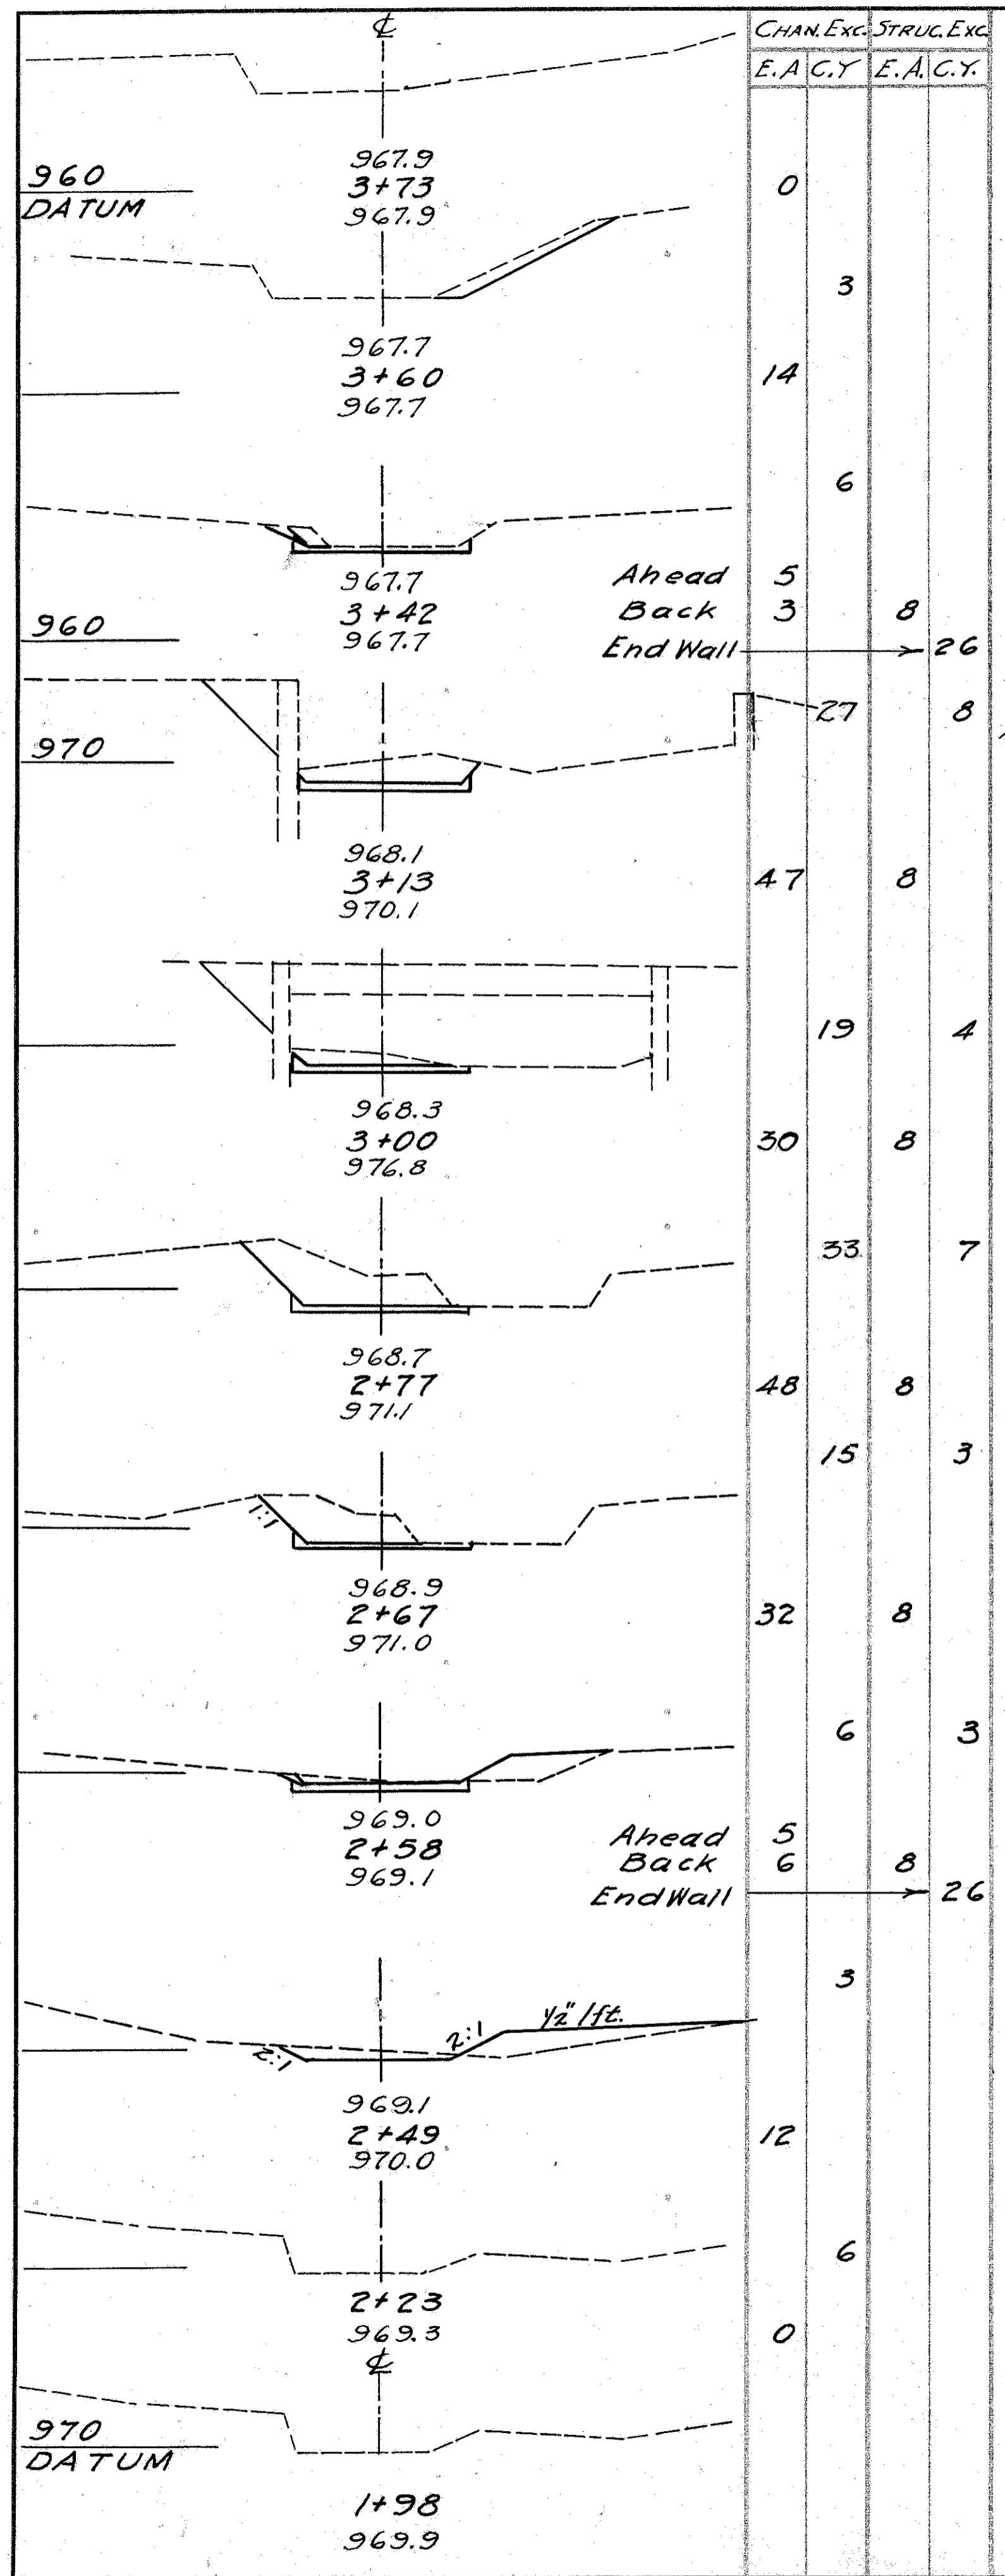 ℄ CHAN. EXC. STRUC. EXC
E.A C.Y E.A. C.Y.
967.9
960 3+73 0
DATUM 967.9
3
967.7
3+60 14
967.7
6
967.7 Ahead 5
960 3+42 Back 3 8
967.7 End Wall 26
27 8
970
968.1
3+13 47 8
970.1
19 4
968.3
3+00 30 8
976.8
33 7
968.7
2+77 48 8
971.1
15 3
1:1
968.9
2+67 32 8
971.0
6 3
969.0 Ahead 5
2+58 Back 6 8
969.1 End Wall 26
3
1/2"/ft.
2:1 2:1
969.1
2+49 12
970.0
6
2+23
969.3 0
℄
970
DATUM
1+98
969.9